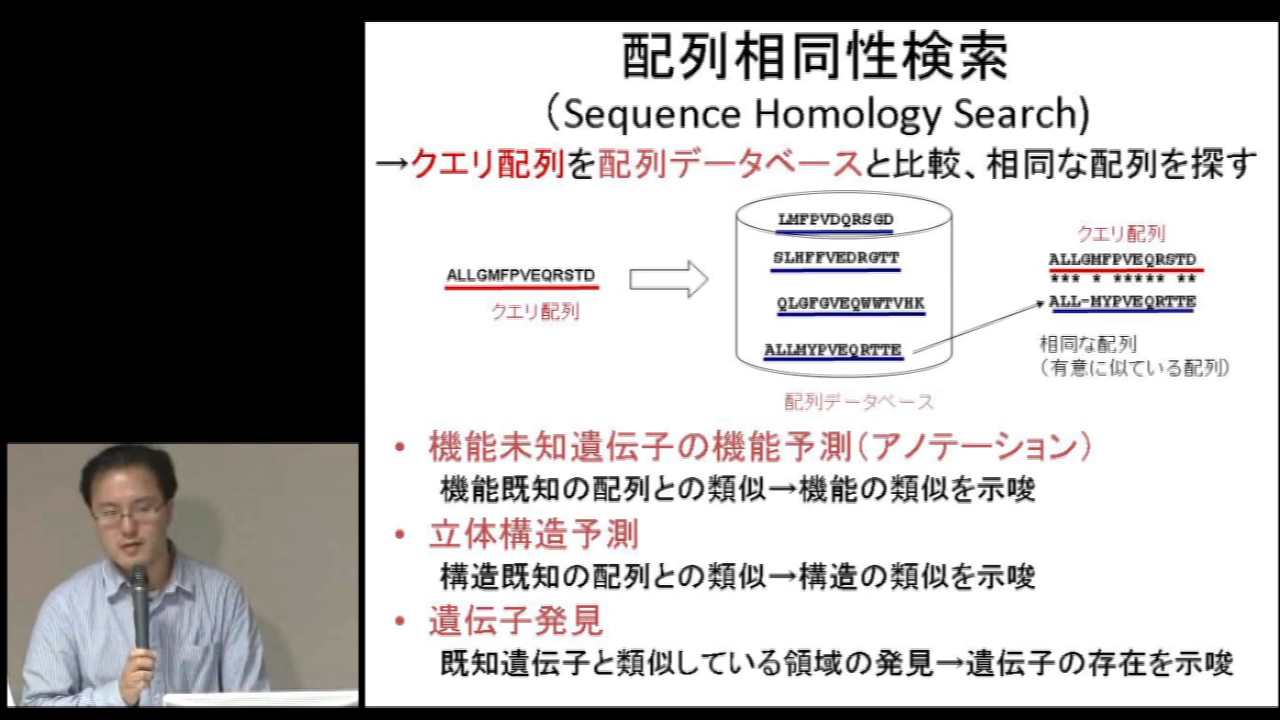 配列相同性検索
（Sequence Homology Search)
→クエリ配列を配列データベースと比較、相同な配列を探す
ALLGMFPVEQRSTD
クエリ配列
LMFPVDQRSGD
SLHFFVEDRGTT
QLGFGVEQWWTVHK
ALLMYPVEQRTTE
配列データベース
クエリ配列
ALLGMFPVEQRSTD
*** * ***** **
ALL-MYPVEQRTTE
相同な配列
（有意に似ている配列）
• 機能未知遺伝子の機能予測（アノテーション）
機能既知の配列との類似→機能の類似を示唆
• 立体構造予測
構造既知の配列との類似→構造の類似を示唆
• 遺伝子発見
既知遺伝子と類似している領域の発見→遺伝子の存在を示唆